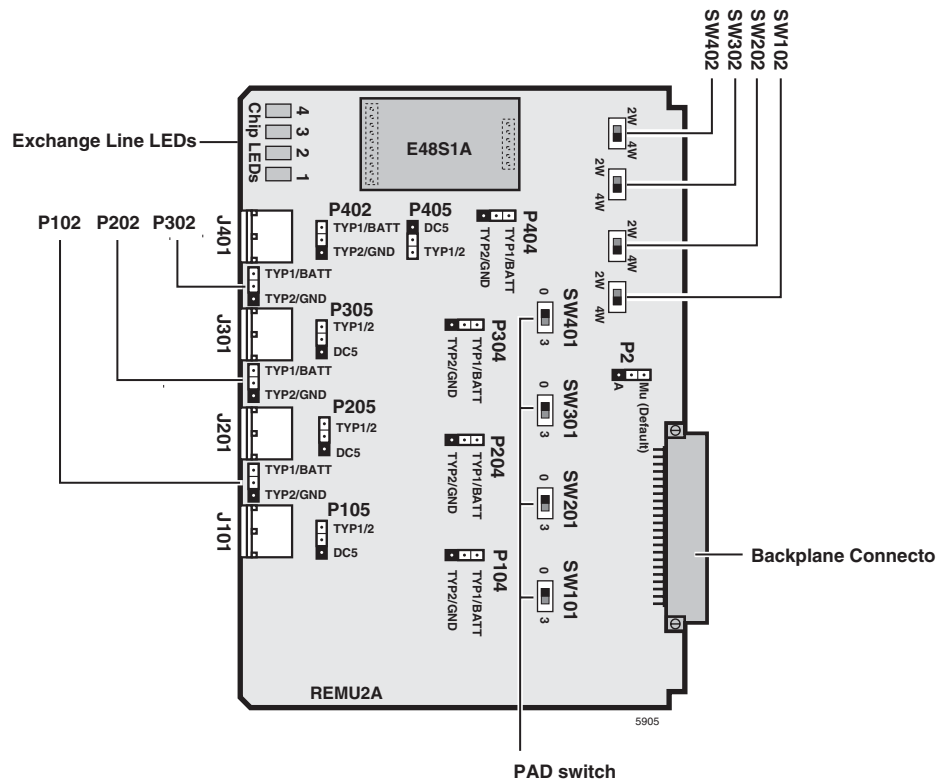 SW402
SW302
SW202
SW102
Exchange Line LEDs
Chip LEDs
4
3
2
1
E48S1A
2W
4W
2W
4W
2W
4W
2W
4W
P102
P202
P302
J401
P402
TYP1/BATT
TYP2/GND
P405
DC5
TYP1/2
P404
TYP2/GND
TYP1/BATT
TYP1/BATT
TYP2/GND
J301
P305
TYP1/2
DC5
P304
TYP2/GND
TYP1/BATT
0
SW401
3
P2
A
Mu (Default)
TYP1/BATT
TYP2/GND
J201
P205
TYP1/2
DC5
P204
TYP2/GND
TYP1/BATT
0
SW301
3
TYP1/BATT
TYP2/GND
J101
P105
TYP1/2
DC5
P104
TYP2/GND
TYP1/BATT
0
SW201
3
0
SW101
3
Backplane Connecto
REMU2A
5905
PAD switch